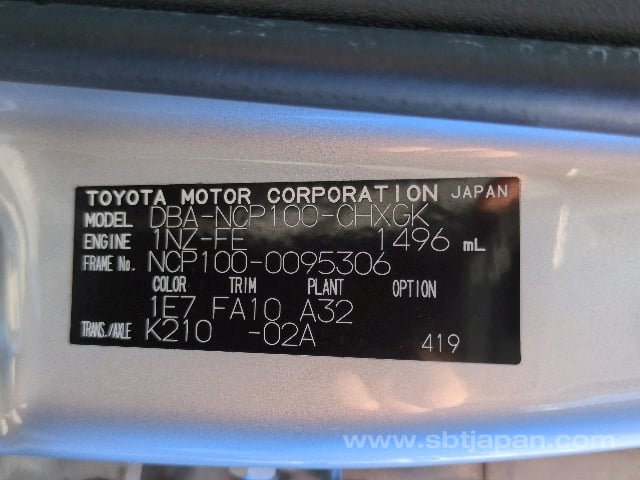 TOYOTA MOTOR CORPORATION JAPAN
MODEL DBA-NCP100-CHXGK
ENGINE 1NZ-FE 1496 mL
FRAME No. NCP100-0095306
COLOR TRIM PLANT OPTION
1E7 FA10 A32
TRANS./AXLE K210 -02A 419
www.sbtjapan.com